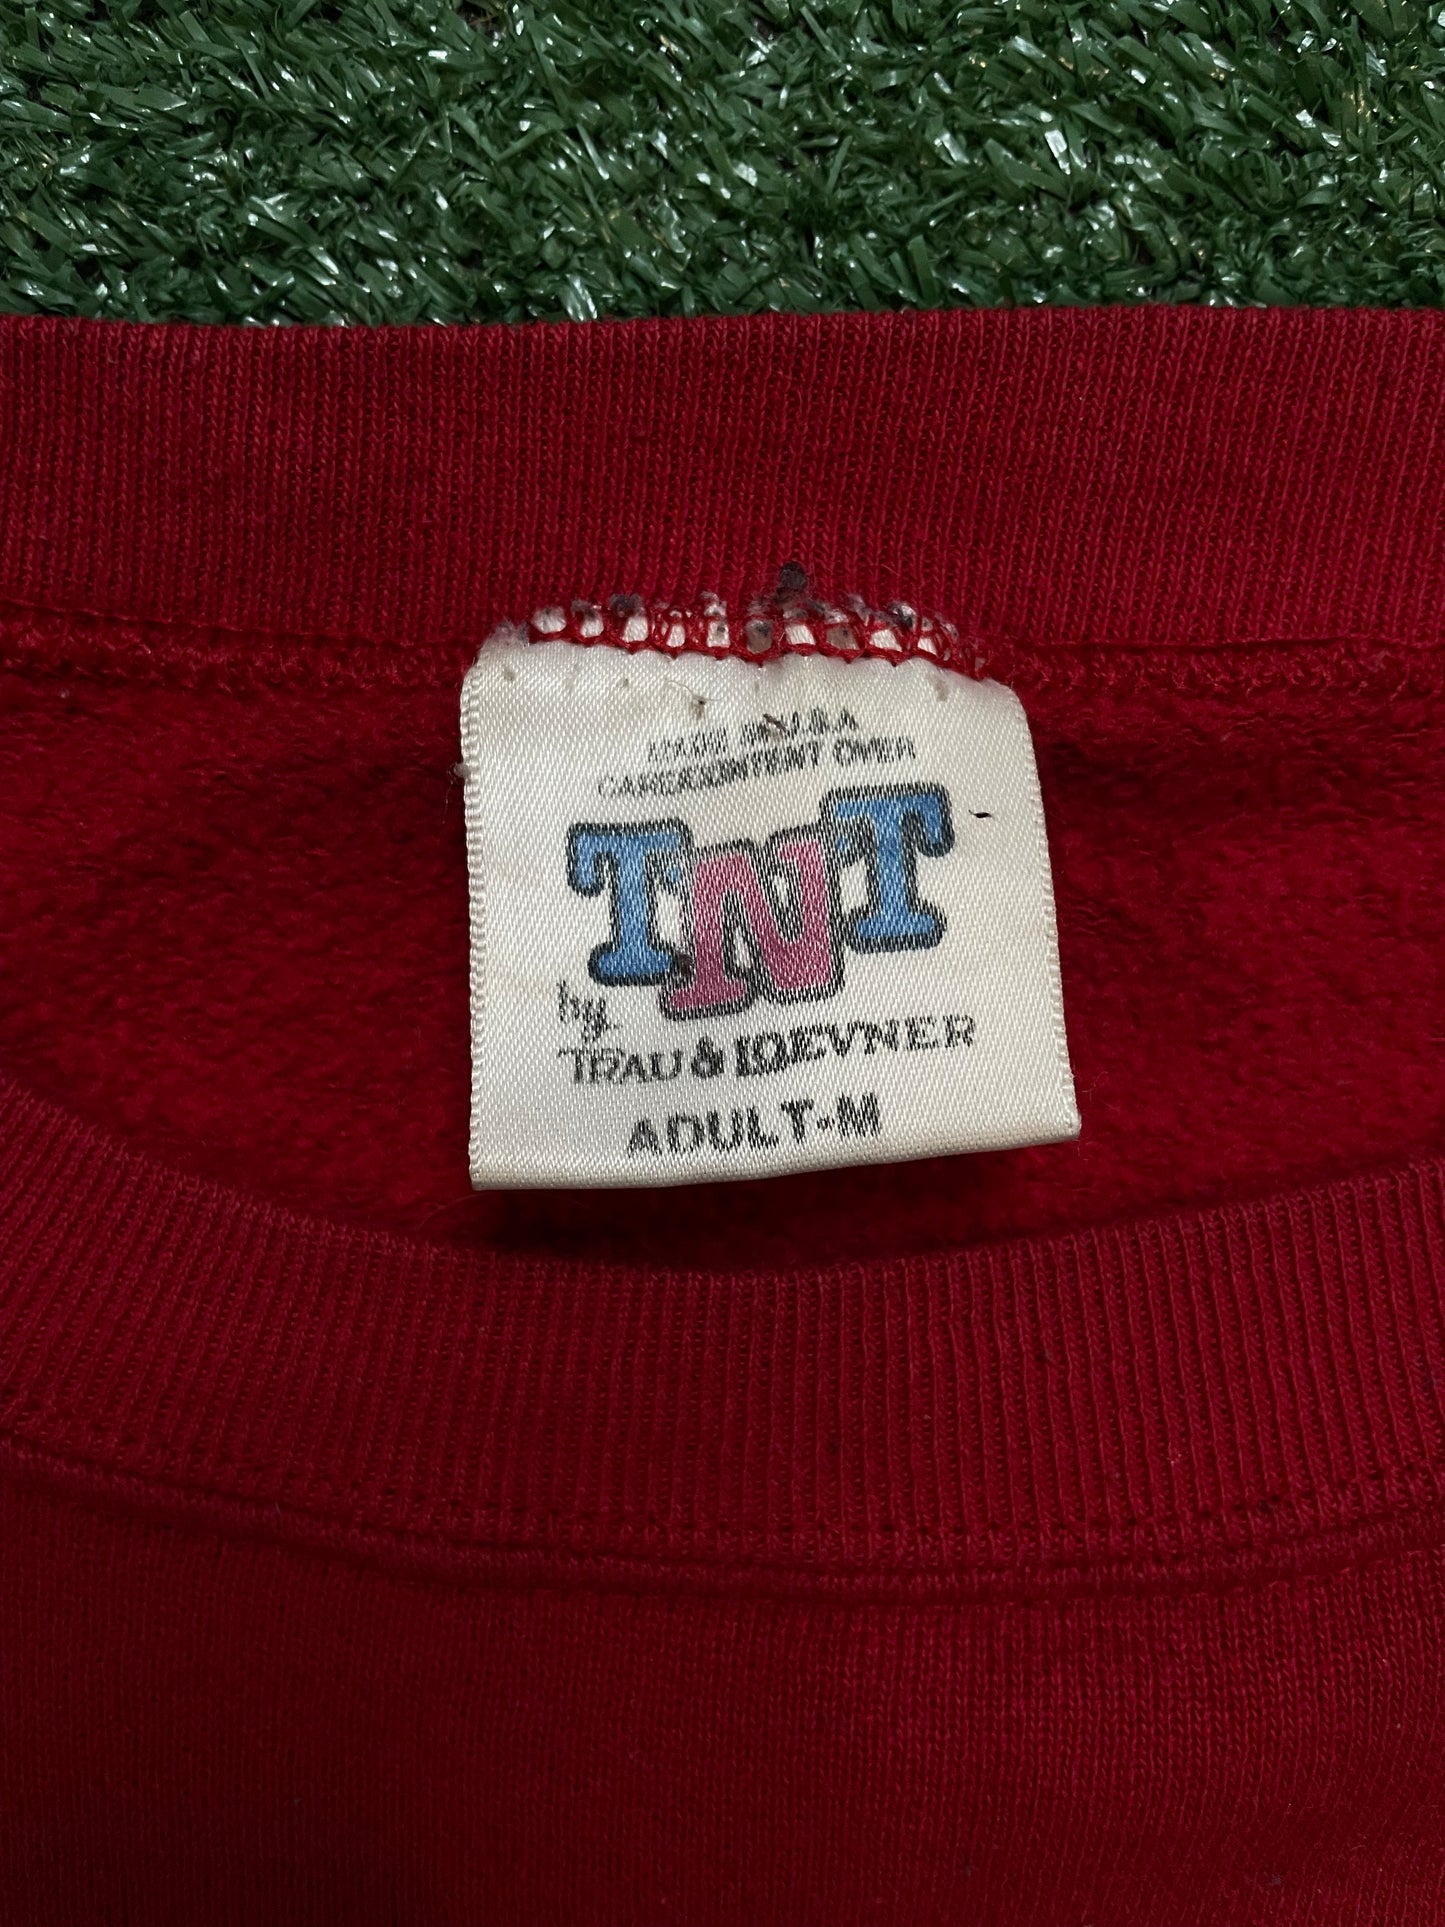 MADE IN U.S.A
CARE/CONTENT OVER
TNT
by
TRAU & LOEVNER
ADULT-M